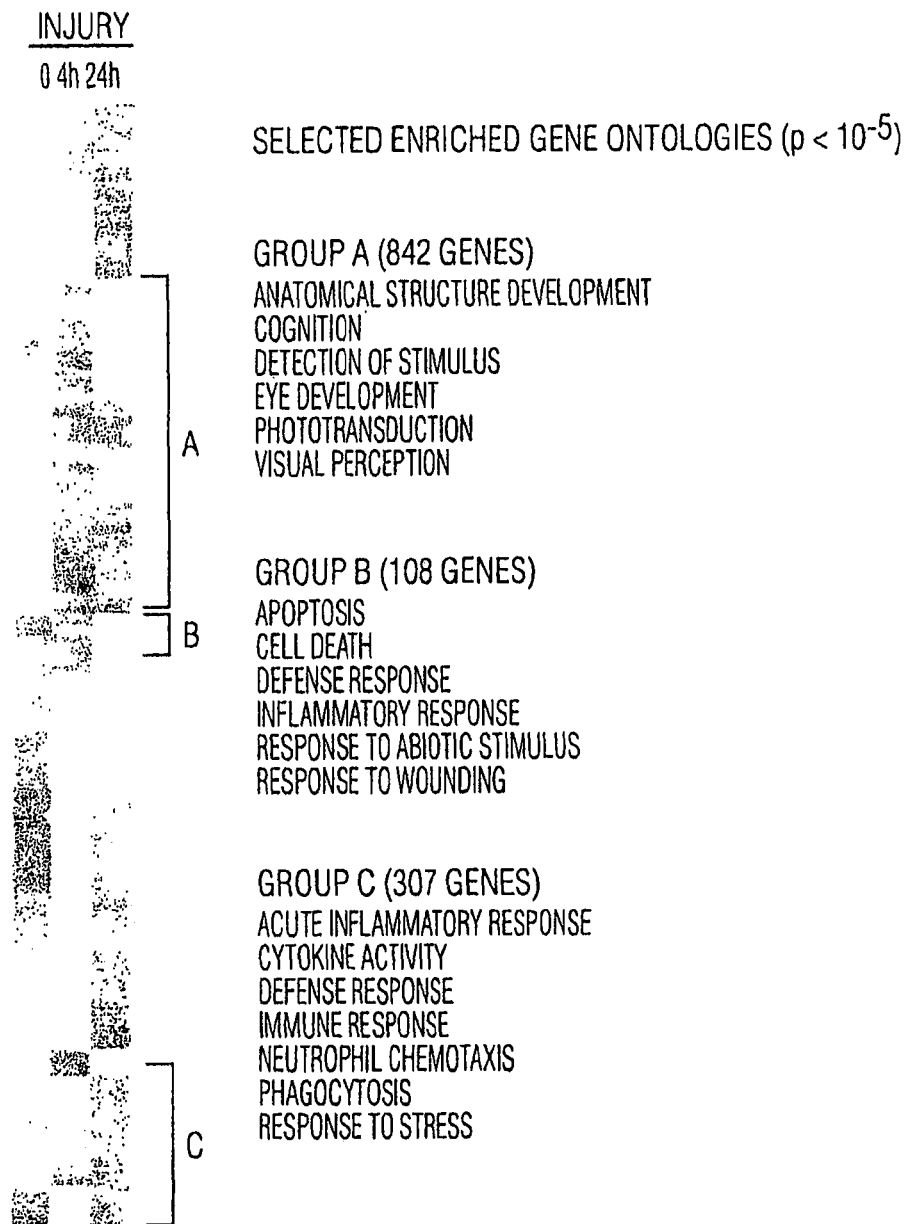 INJURY
0 4h 24h
SELECTED ENRICHED GENE ONTOLOGIES (p < 10-5)
GROUP A (842 GENES)
ANATOMICAL STRUCTURE DEVELOPMENT
COGNITION
DETECTION OF STIMULUS
EYE DEVELOPMENT
PHOTOTRANSDUCTION
VISUAL PERCEPTION
A
GROUP B (108 GENES)
APOPTOSIS
CELL DEATH
DEFENSE RESPONSE
INFLAMMATORY RESPONSE
RESPONSE TO ABIOTIC STIMULUS
RESPONSE TO WOUNDING
B
GROUP C (307 GENES)
ACUTE INFLAMMATORY RESPONSE
CYTOKINE ACTIVITY
DEFENSE RESPONSE
IMMUNE RESPONSE
NEUTROPHIL CHEMOTAXIS
PHAGOCYTOSIS
RESPONSE TO STRESS
C